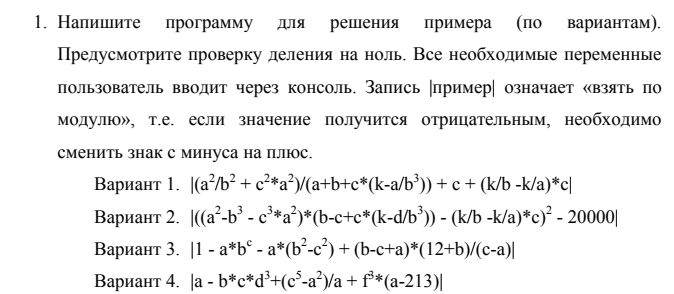 1. Напишите программу для решения примера (по вариантам).
Предусмотрите проверку деления на ноль. Все необходимые переменные
пользователь вводит через консоль. Запись |пример| означает «взять по
модулю», т.е. если значение получится отрицательным, необходимо
сменить знак с минуса на плюс.
Вариант 1. |(a²/b² + c²*a²)/(a+b+c*(k-a/b³)) + c + (k/b -k/a)*c|
Вариант 2. |((a²-b³ - c³*a²)*(b-c+c*(k-d/b³)) - (k/b -k/a)*c)² - 20000|
Вариант 3. |1 - a*bᶜ - a*(b²-c²) + (b-c+a)*(12+b)/(c-a)|
Вариант 4. |a - b*c*d³+(c⁵-a²)/a + f³*(a-213)|